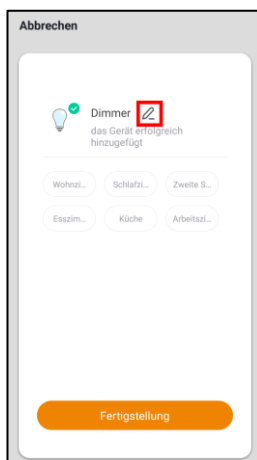 Abbrechen
Dimmer
das Gerät erfolgreich
hinzugefügt
Wohnzi... Schlafzi... Zweite S...
Esszim... Küche Arbeitszi...
Fertigstellung